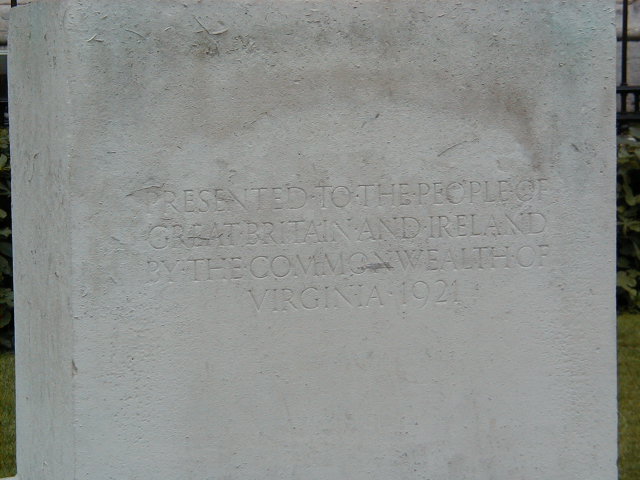 PRESENTED·TO·THE·PEOPLE·OF
GREAT·BRITAIN·AND·IRELAND
BY·THE·COMMONWEALTH·OF
VIRGINIA·1921